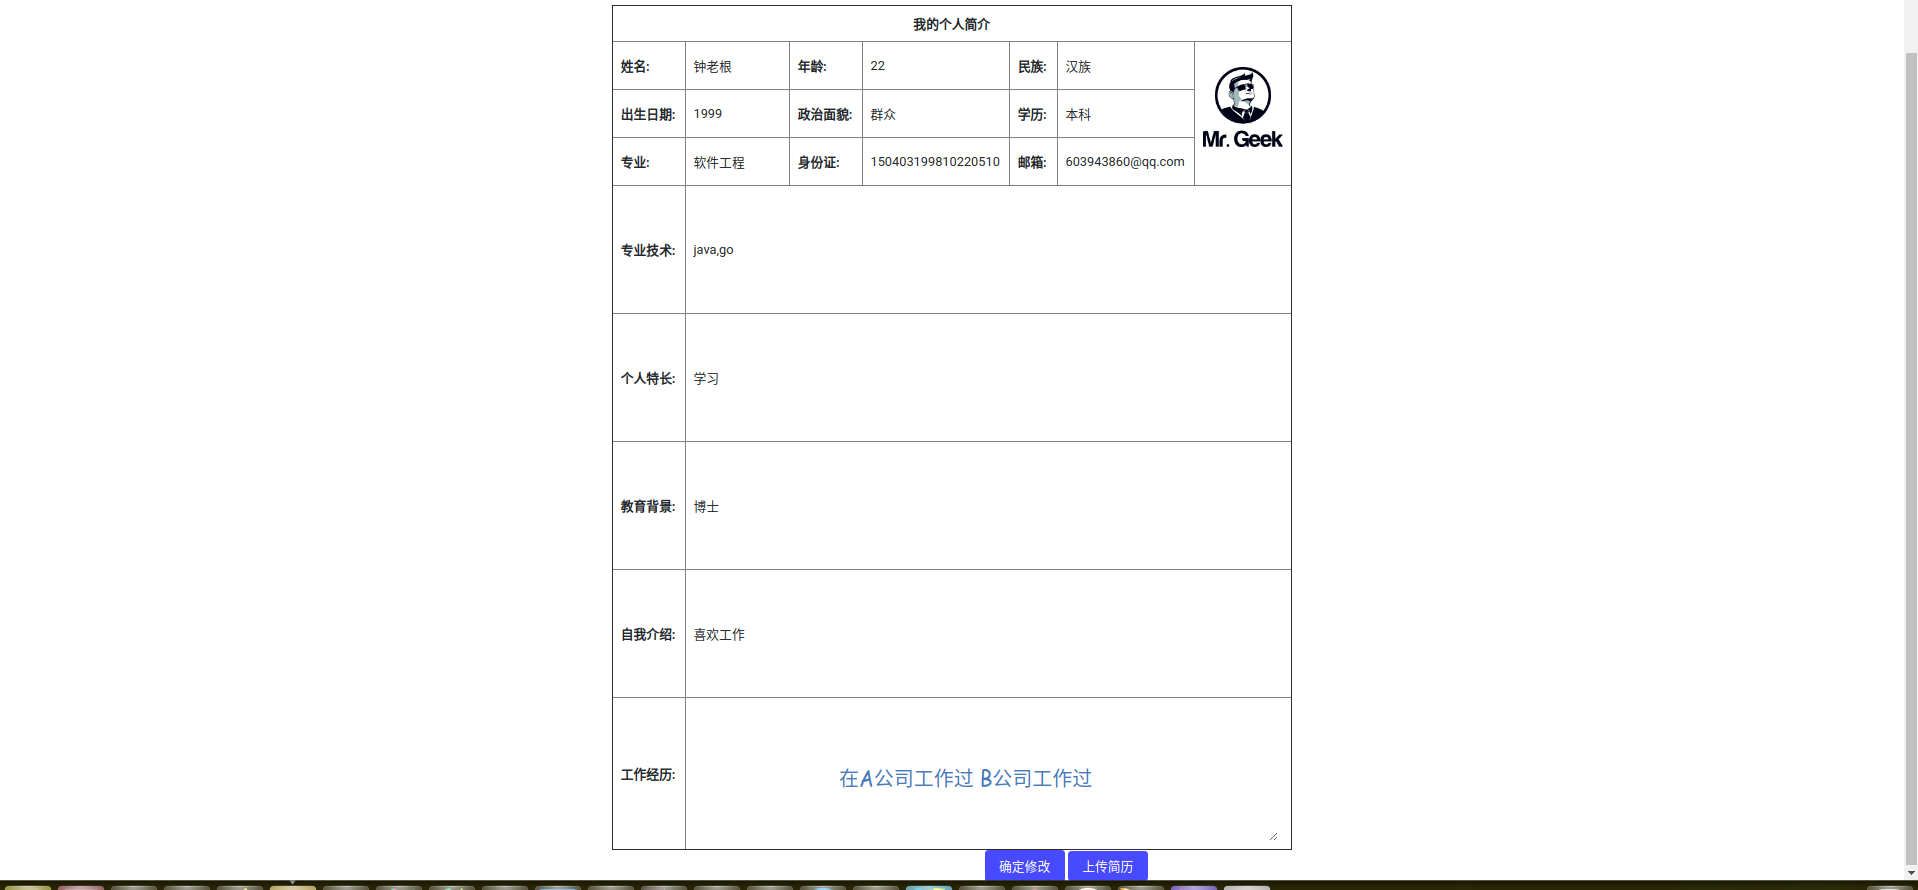 我的个人简介
姓名: 钟老根 年龄: 22 民族: 汉族
出生日期: 1999 政治面貌: 群众 学历: 本科
Mr. Geek
专业: 软件工程 身份证: 150403199810220510 邮箱: 603943860@qq.com
专业技术: java,go
个人特长: 学习
教育背景: 博士
自我介绍: 喜欢工作
工作经历: 在A公司工作过 B公司工作过
确定修改 上传简历